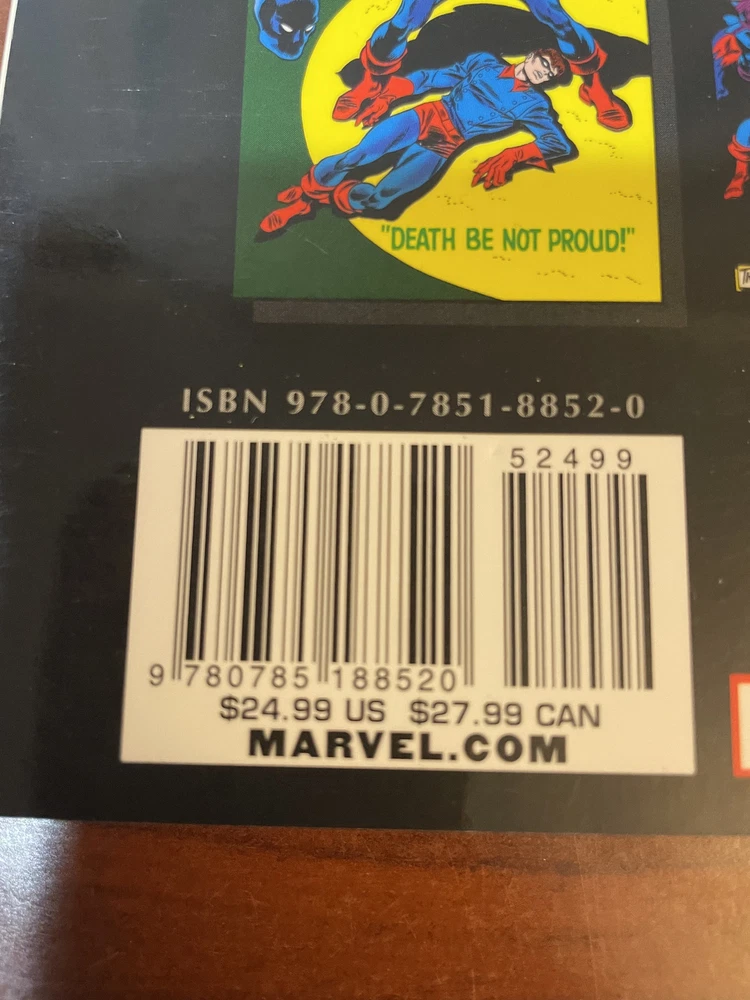 "DEATH BE NOT PROUD!"
ISBN 978-0-7851-8852-0
52499
9 780785 188520
$24.99 US $27.99 CAN
MARVEL.COM